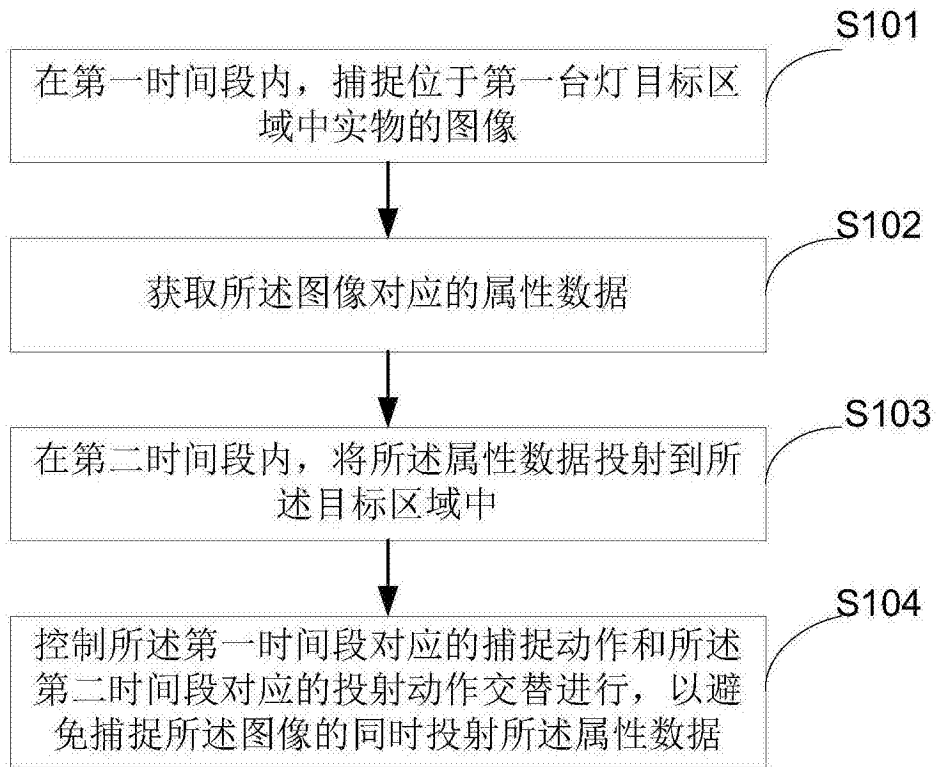 S101
在第一时间段内，捕捉位于第一台灯目标区
域中实物的图像
S102
获取所述图像对应的属性数据
S103
在第二时间段内，将所述属性数据投射到所
述目标区域中
S104
控制所述第一时间段对应的捕捉动作和所述
第二时间段对应的投射动作交替进行，以避
免捕捉所述图像的同时投射所述属性数据